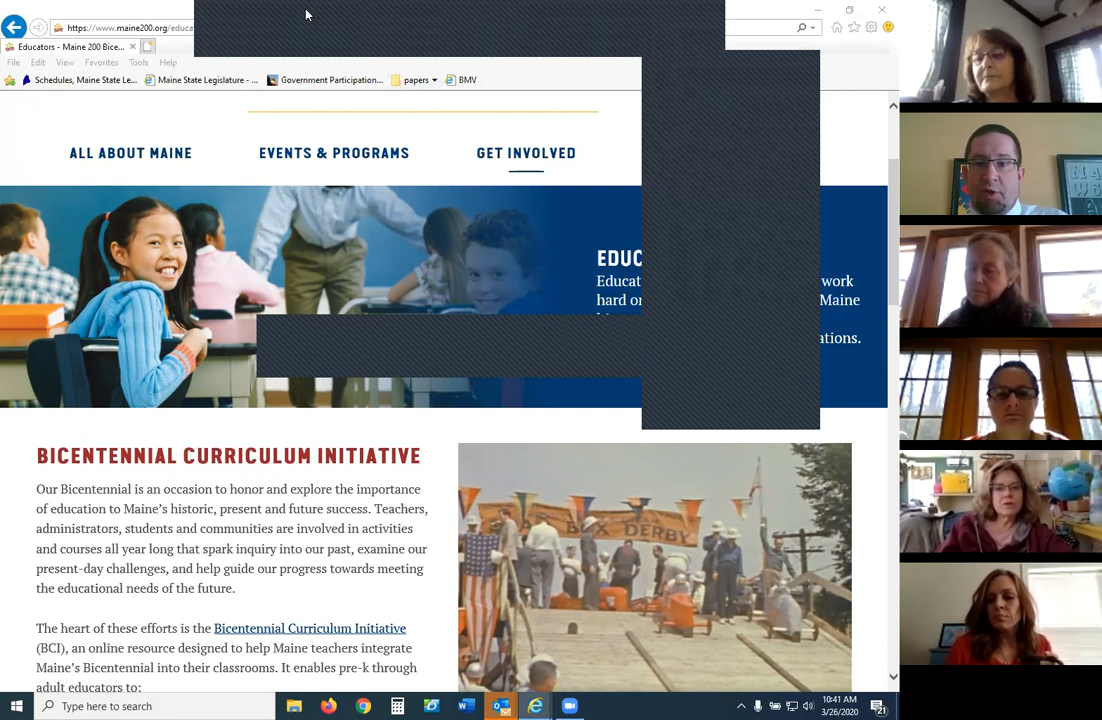 https://www.maine200.org/educa
Educators - Maine 200 Bice...
File Edit View Favorites Tools Help
Schedules, Maine State Le... Maine State Legislature - ... Government Participation... papers BMV
ALL ABOUT MAINE EVENTS & PROGRAMS GET INVOLVED
EDUC
Educat work
hard or Maine
ations.
BICENTENNIAL CURRICULUM INITIATIVE
Our Bicentennial is an occasion to honor and explore the importance
of education to Maine's historic, present and future success. Teachers,
administrators, students and communities are involved in activities
and courses all year long that spark inquiry into our past, examine our
present-day challenges, and help guide our progress towards meeting
the educational needs of the future.
The heart of these efforts is the Bicentennial Curriculum Initiative
(BCI), an online resource designed to help Maine teachers integrate
Maine's Bicentennial into their classrooms. It enables pre-k through
adult educators to:
DERBY
Type here to search
10:41 AM
3/26/2020
21